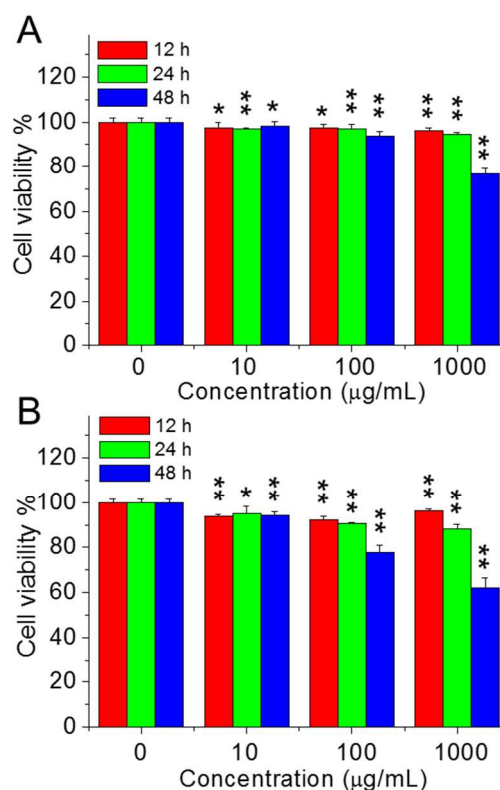 A
12 h
24 h
48 h
120
100
80
60
40
20
0
Cell viability %
* ** * * ** ** ** ** **
0 10 100 1000
Concentration (μg/mL)
B
12 h
24 h
48 h
120
100
80
60
40
20
0
Cell viability %
** * ** ** ** ** ** ** **
0 10 100 1000
Concentration (μg/mL)